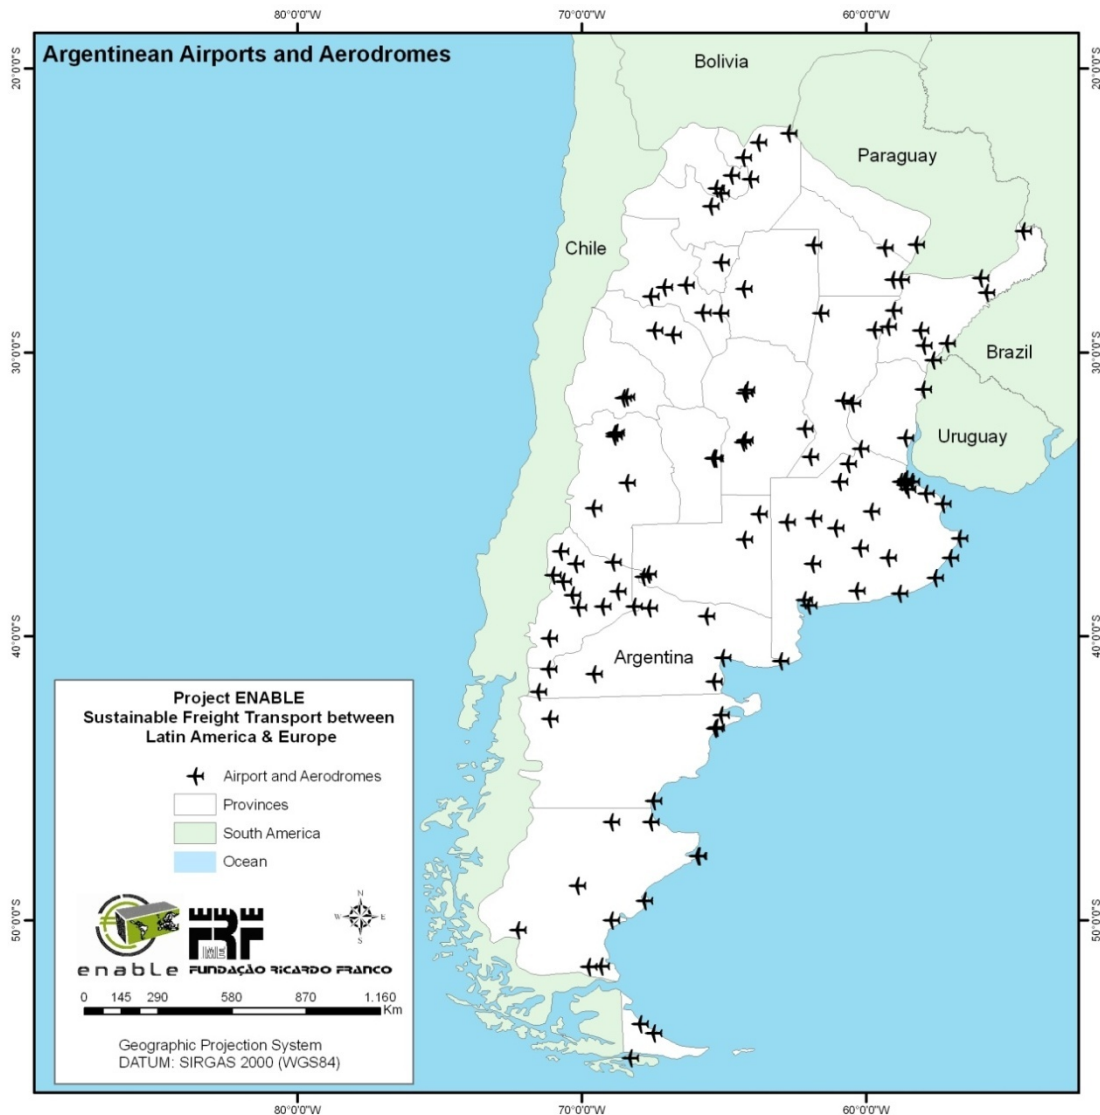 80°0'0"W
70°0'0"W
60°0'0"W
Argentinean Airports and Aerodromes
20°0'0"S
20°0'0"S
Bolivia
Paraguay
Chile
30°0'0"S
30°0'0"S
Brazil
Uruguay
40°0'0"S
40°0'0"S
Argentina
Project ENABLE
Sustainable Freight Transport between
Latin America & Europe
Airport and Aerodromes
Provinces
South America
Ocean
N
W
E
S
50°0'0"S
50°0'0"S
IME
enable
FUNDAÇÃO RICARDO FRANCO
0 145 290 580 870 1.160
Km
Geographic Projection System
DATUM: SIRGAS 2000 (WGS84)
80°0'0"W
70°0'0"W
60°0'0"W